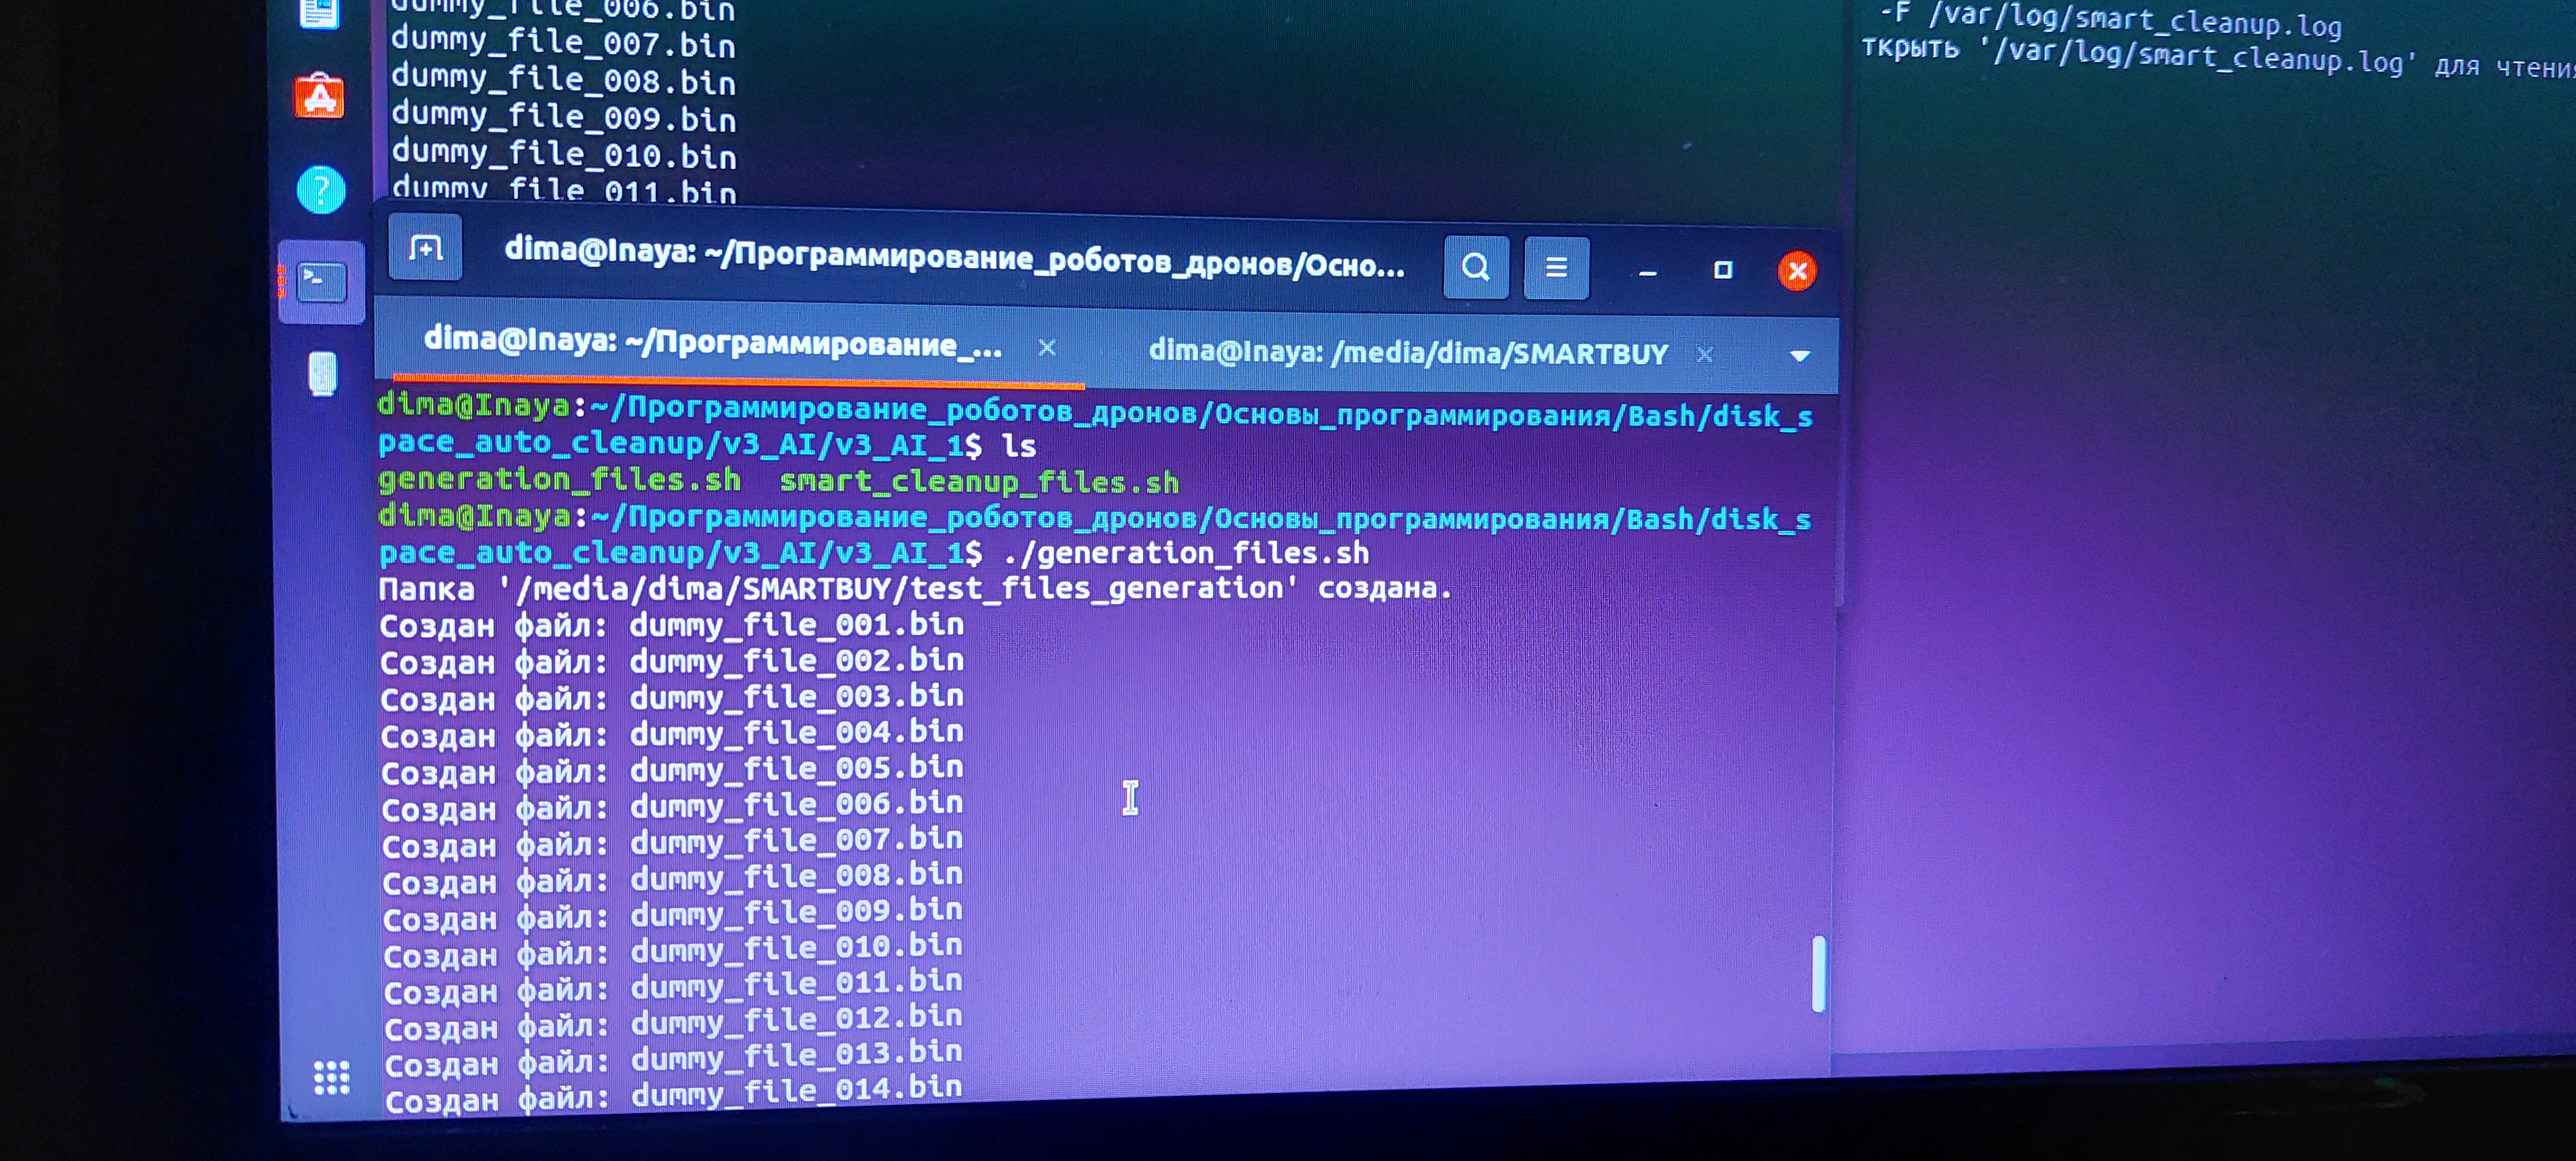 dummy_file_006.bin
dummy_file_007.bin
dummy_file_008.bin
dummy_file_009.bin
dummy_file_010.bin
dummy_file_011.bin
-F /var/log/smart_cleanup.log
ткрыть '/var/log/smart_cleanup.log' для чтени
dima@Inaya: ~/Программирование_роботов_дронов/Осно...
dima@Inaya: ~/Программирование_...
dima@Inaya: /media/dima/SMARTBUY
dima@Inaya:~/Программирование_роботов_дронов/Основы_программирования/Bash/disk_s
pace_auto_cleanup/v3_AI/v3_AI_1$ ls
generation_files.sh  smart_cleanup_files.sh
dima@Inaya:~/Программирование_роботов_дронов/Основы_программирования/Bash/disk_s
pace_auto_cleanup/v3_AI/v3_AI_1$ ./generation_files.sh
Папка '/media/dima/SMARTBUY/test_files_generation' создана.
Создан файл: dummy_file_001.bin
Создан файл: dummy_file_002.bin
Создан файл: dummy_file_003.bin
Создан файл: dummy_file_004.bin
Создан файл: dummy_file_005.bin
Создан файл: dummy_file_006.bin
Создан файл: dummy_file_007.bin
Создан файл: dummy_file_008.bin
Создан файл: dummy_file_009.bin
Создан файл: dummy_file_010.bin
Создан файл: dummy_file_011.bin
Создан файл: dummy_file_012.bin
Создан файл: dummy_file_013.bin
Создан файл: dummy_file_014.bin